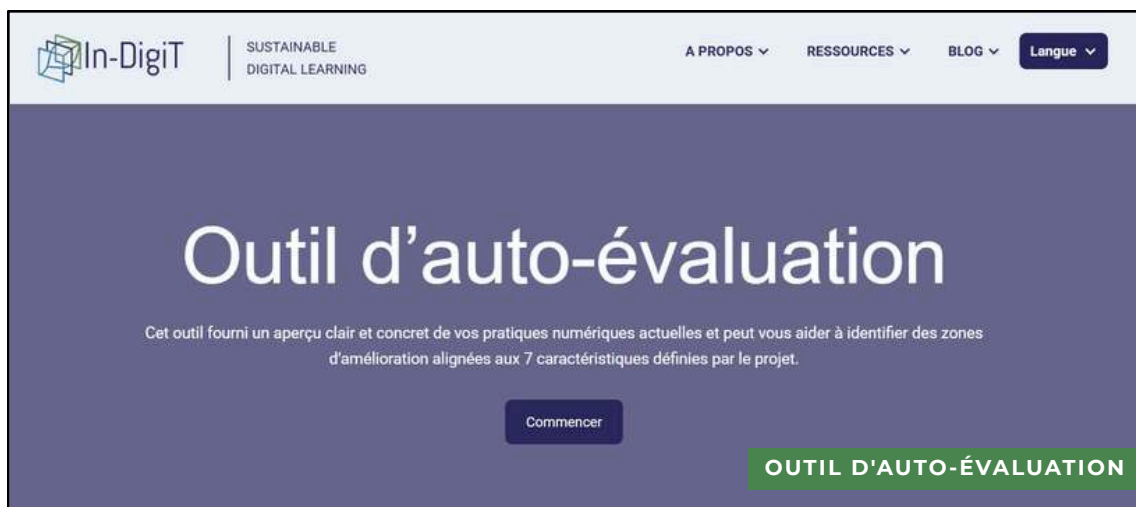 In-DigiT
SUSTAINABLE
DIGITAL LEARNING
A PROPOS
RESSOURCES
BLOG
Langue
Outil d’auto-évaluation
Cet outil fourni un aperçu clair et concret de vos pratiques numériques actuelles et peut vous aider à identifier des zones
d'amélioration alignées aux 7 caractéristiques définies par le projet.
Commencer
OUTIL D'AUTO-ÉVALUATION